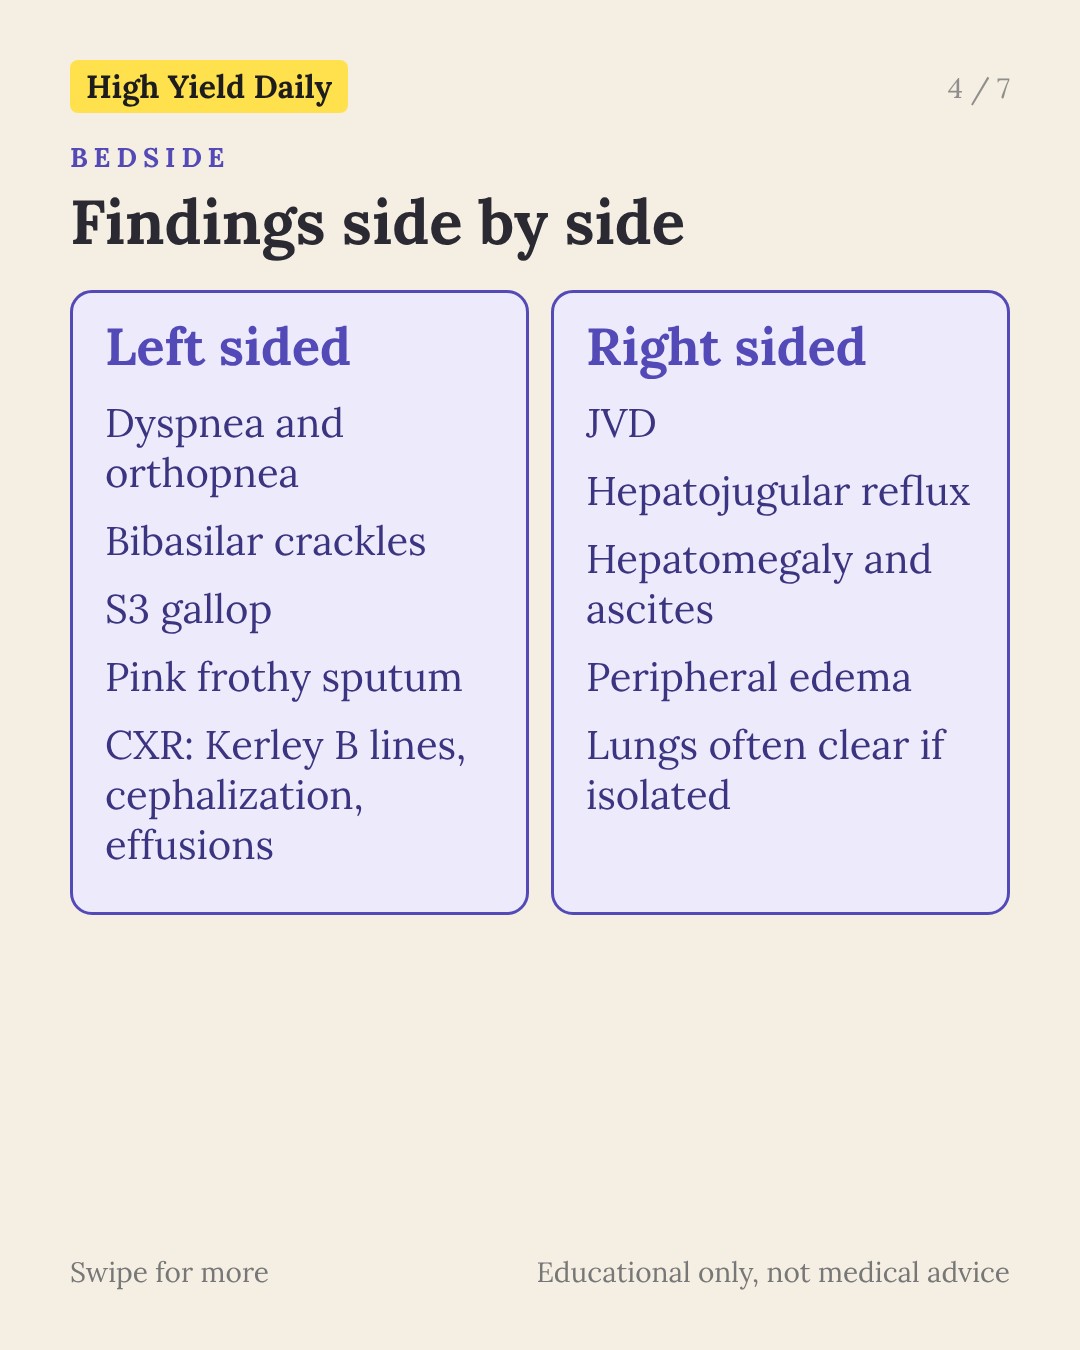 High Yield Daily
4 / 7
BEDSIDE
Findings side by side
Left sided
Dyspnea and
orthopnea
Bibasilar crackles
S3 gallop
Pink frothy sputum
CXR: Kerley B lines,
cephalization,
effusions
Right sided
JVD
Hepatojugular reflux
Hepatomegaly and
ascites
Peripheral edema
Lungs often clear if
isolated
Swipe for more
Educational only, not medical advice